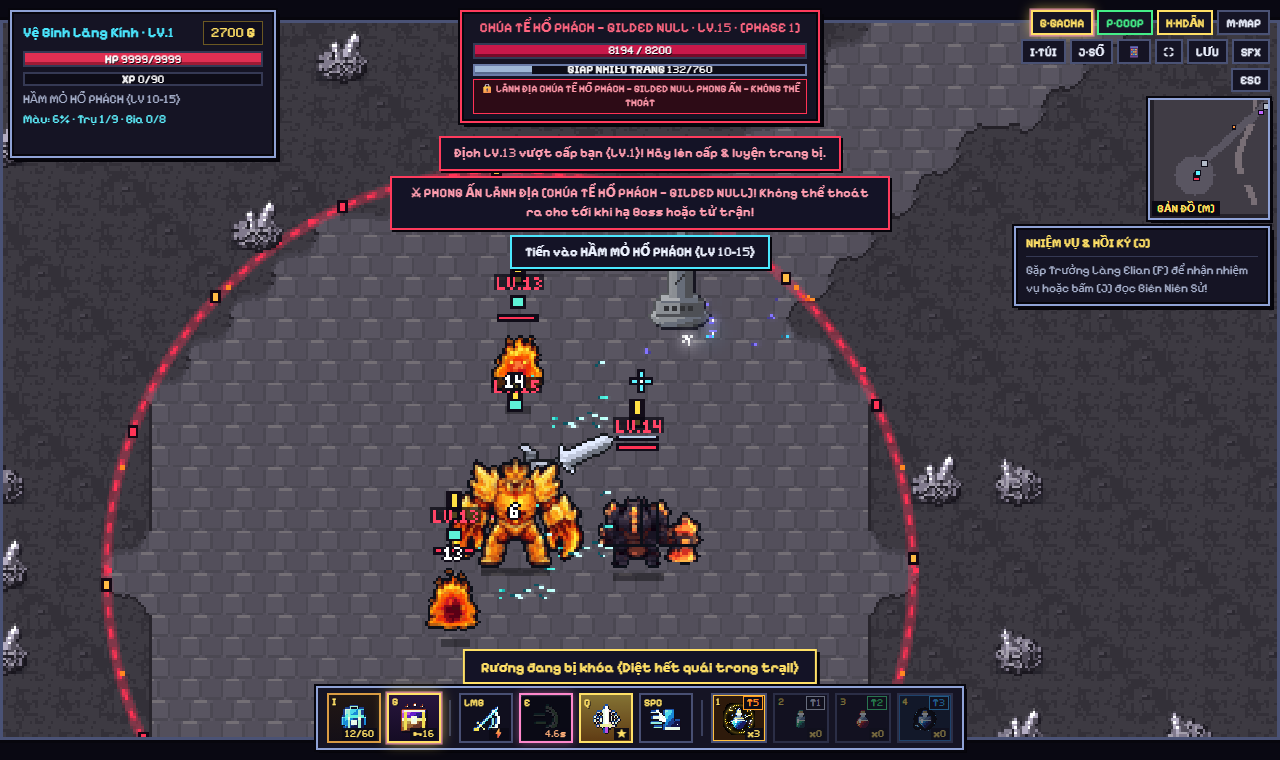 Vệ Binh Lăng Kính · LV.1
2700 G
HP 9999/9999
XP 0/90
HẦM MỎ HỔ PHÁCH (LV 10-15)
Máu: 6% · Trụ 1/9 · Bia 0/8
CHÚA TỂ HỔ PHÁCH - GILDED NULL · LV.15 · [PHASE 1]
8194 / 8200
GIÁP NHIỄU TRẠNG 132/760
🔒 LÃNH ĐỊA CHÚA TỂ HỔ PHÁCH - GILDED NULL PHONG ẤN - KHÔNG THỂ
THOÁT
G·GACHA
P·COOP
H·HDẪN
M·MAP
I·TÚI
J·SỔ
LƯU
SFX
ESC
BẢN ĐỒ [M]
NHIỆM VỤ & HỒI KÝ [J]
Gặp Trưởng Làng Elian [F] để nhận nhiệm
vụ hoặc bấm [J] đọc Biên Niên Sử!
Địch LV.13 vượt cấp bạn (LV.1)! Hãy lên cấp & luyện trang bị.
⚔ PHONG ẤN LÃNH ĐỊA [CHÚA TỂ HỔ PHÁCH - GILDED NULL]! Không thể thoát
ra cho tới khi hạ Boss hoặc tử trận!
Tiến vào HẦM MỎ HỔ PHÁCH (LV 10-15)
LV.13
14
LV.14
6
LV.13
13
Rương đang bị khóa (Diệt hết quái trong trại!)
I
12/60
G
16
LMB
E
4.6s
Q
SPC
1
↑5
x3
2
↑1
x0
3
↑2
x0
4
↑3
x0